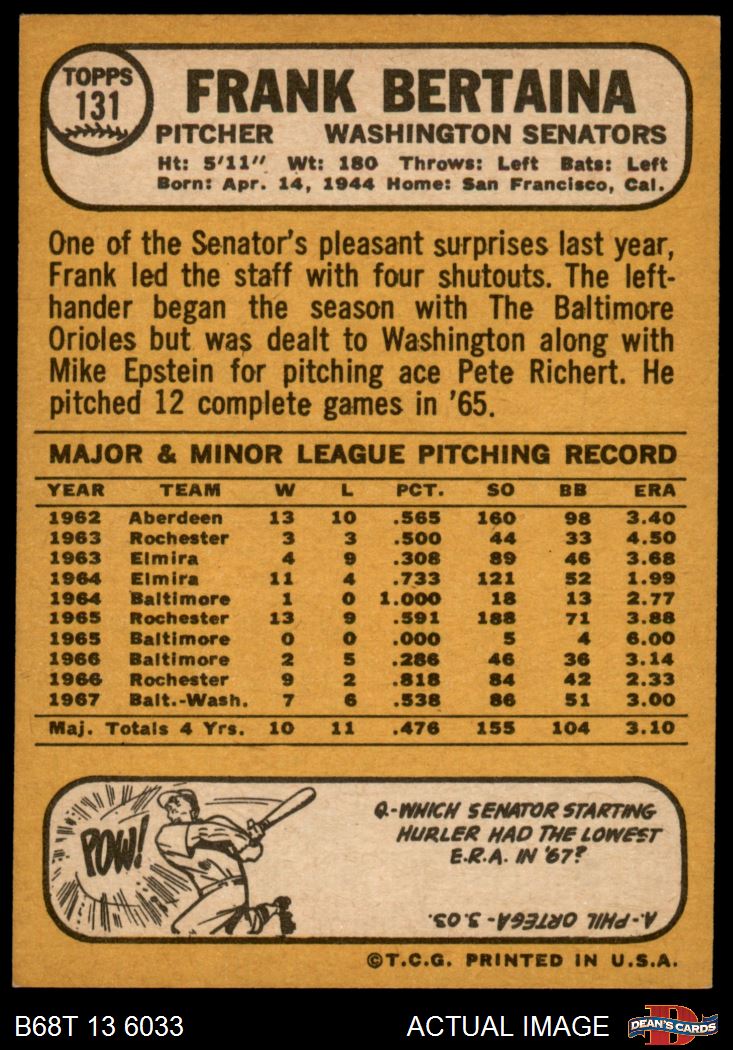 TOPPS
131
FRANK BERTAINA
PITCHER WASHINGTON SENATORS
Ht: 5'11" Wt: 180 Throws: Left Bats: Left
Born: Apr. 14, 1944 Home: San Francisco, Cal.
One of the Senator's pleasant surprises last year,
Frank led the staff with four shutouts. The left-
hander began the season with The Baltimore
Orioles but was dealt to Washington along with
Mike Epstein for pitching ace Pete Richert. He
pitched 12 complete games in '65.
MAJOR & MINOR LEAGUE PITCHING RECORD
YEAR TEAM W L PCT. SO BB ERA
1962 Aberdeen 13 10 .565 160 98 3.40
1963 Rochester 3 3 .500 44 33 4.50
1963 Elmira 4 9 .308 89 46 3.68
1964 Elmira 11 4 .733 121 52 1.99
1964 Baltimore 1 0 1.000 18 13 2.77
1965 Rochester 13 9 .591 188 71 3.88
1965 Baltimore 0 0 .000 5 4 6.00
1966 Baltimore 2 5 .286 46 36 3.14
1966 Rochester 9 2 .818 84 42 2.33
1967 Balt.-Wash. 7 6 .538 86 51 3.00
Maj. Totals 4 Yrs. 10 11 .476 155 104 3.10
POW!
Q.-WHICH SENATOR STARTING
HURLER HAD THE LOWEST
E.R.A. IN '67?
A.-PHIL ORTEGA - 3.03.
©T.C.G. PRINTED IN U.S.A.
B68T 13 6033 ACTUAL IMAGE
D
DEAN'S CARDS